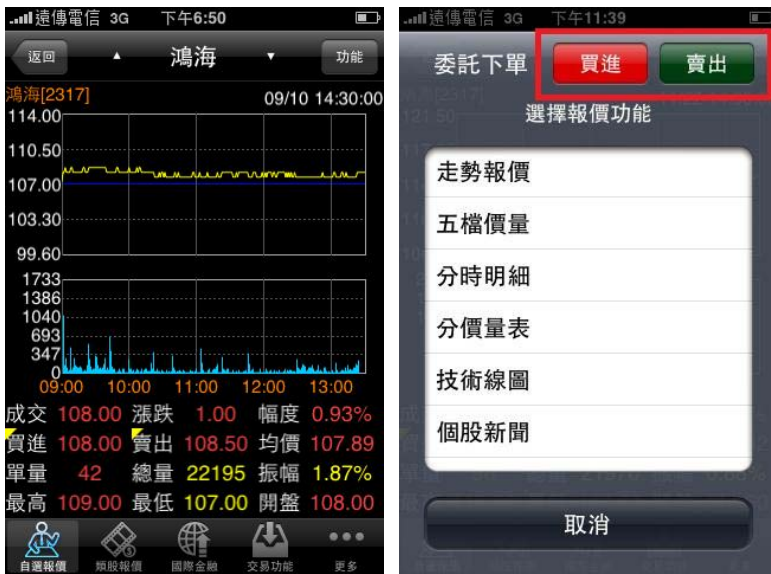 遠傳電信 3G 下午6:50
返回 ▲ 鴻海 ▼ 功能
鴻海[2317] 09/10 14:30:00
114.00
110.50
107.00
103.30
99.60
1733
1386
1040
693
347
0
09:00 10:00 11:00 12:00 13:00
成交 108.00 漲跌 1.00 幅度 0.93%
買進 108.00 賣出 108.50 均價 107.89
單量 42 總量 22195 振幅 1.87%
最高 109.00 最低 107.00 開盤 108.00
自選報價 類股報價 國際金融 交易功能 更多
遠傳電信 3G 下午11:39
委託下單 買進 賣出
選擇報價功能
走勢報價
五檔價量
分時明細
分價量表
技術線圖
個股新聞
取消